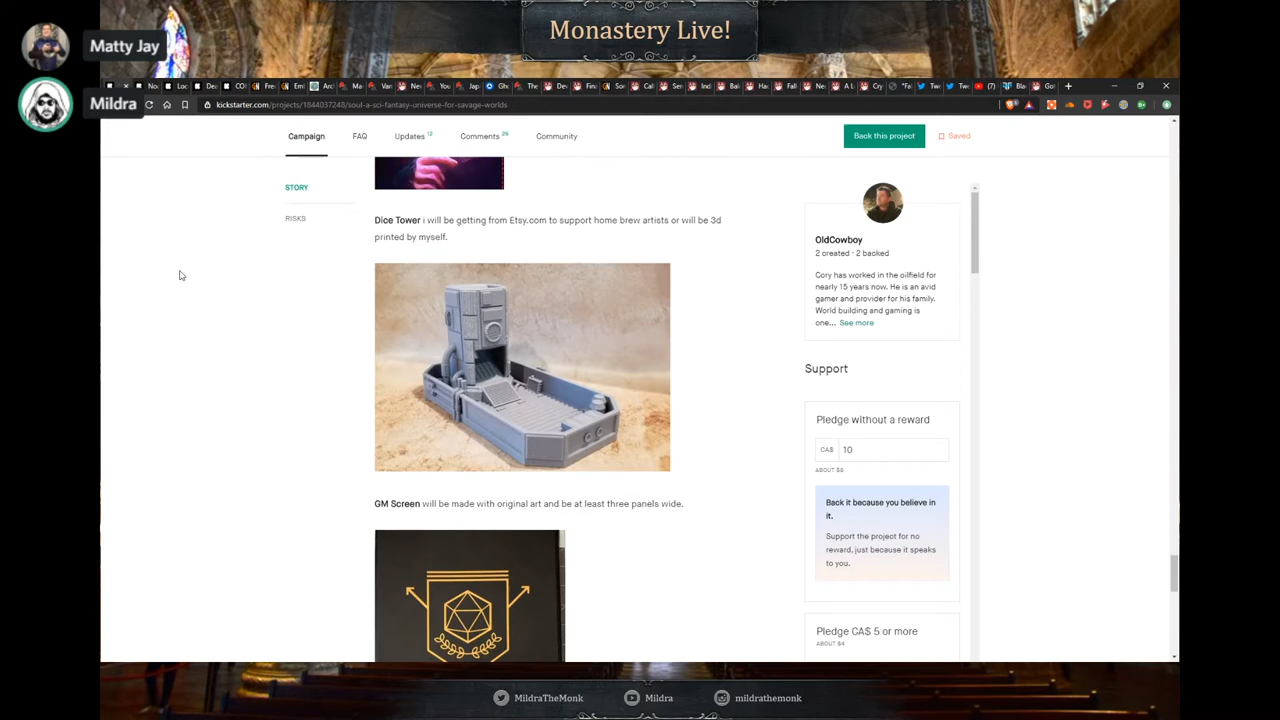 Monastery Live!
Matty Jay
Mildra
kickstarter.com/projects/1844037248/soul-a-sci-fantasy-universe-for-savage-worlds
Campaign
FAQ
Updates 12
Comments 26
Community
Back this project
Saved
STORY
RISKS
Dice Tower i will be getting from Etsy.com to support home brew artists or will be 3d
printed by myself.
GM Screen will be made with original art and be at least three panels wide.
OldCowboy
2 created · 2 backed
Cory has worked in the oilfield for
nearly 15 years now. He is an avid
gamer and provider for his family.
World building and gaming is
one... See more
Support
Pledge without a reward
CA$ 10
ABOUT $8
Back it because you believe in
it.
Support the project for no
reward, just because it speaks
to you.
Pledge CA$ 5 or more
ABOUT $4
MildraTheMonk
Mildra
mildrathemonk